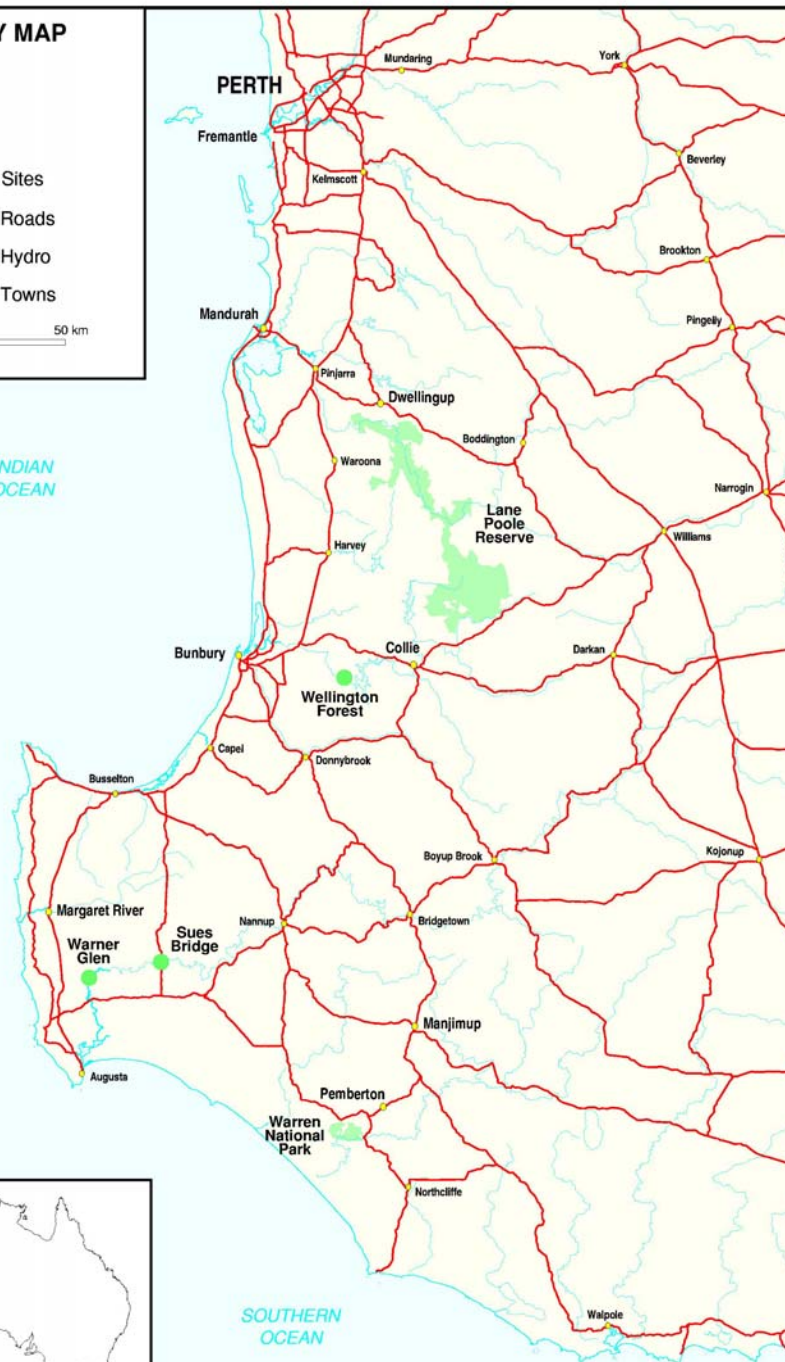 Y MAP
Sites
Roads
Hydro
Towns
50 km
PERTH
Fremantle
Mundaring
York
Kelmscott
Beverley
Brookton
Mandurah
Pingelly
Pinjarra
Dwellingup
Boddington
Waroona
Narrogin
NDIAN
OCEAN
Lane
Poole
Reserve
Williams
Harvey
Bunbury
Collie
Darkan
Wellington
Forest
Capel
Donnybrook
Busselton
Boyup Brook
Kojonup
Margaret River
Nannup
Bridgetown
Sues
Bridge
Warner
Glen
Manjimup
Augusta
Pemberton
Warren
National
Park
Northcliffe
SOUTHERN
OCEAN
Walpole